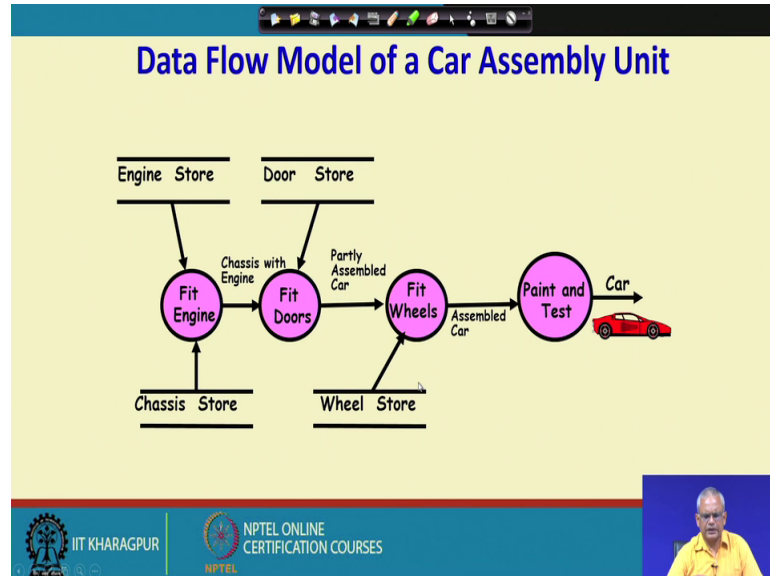 Data Flow Model of a Car Assembly Unit
Engine Store
Door Store
Chassis with
Engine
Partly
Assembled
Car
Fit
Engine
Fit
Doors
Fit
Wheels
Assembled
Car
Paint and
Test
Car
Chassis Store
Wheel Store
IIT KHARAGPUR
NPTEL
NPTEL ONLINE
CERTIFICATION COURSES